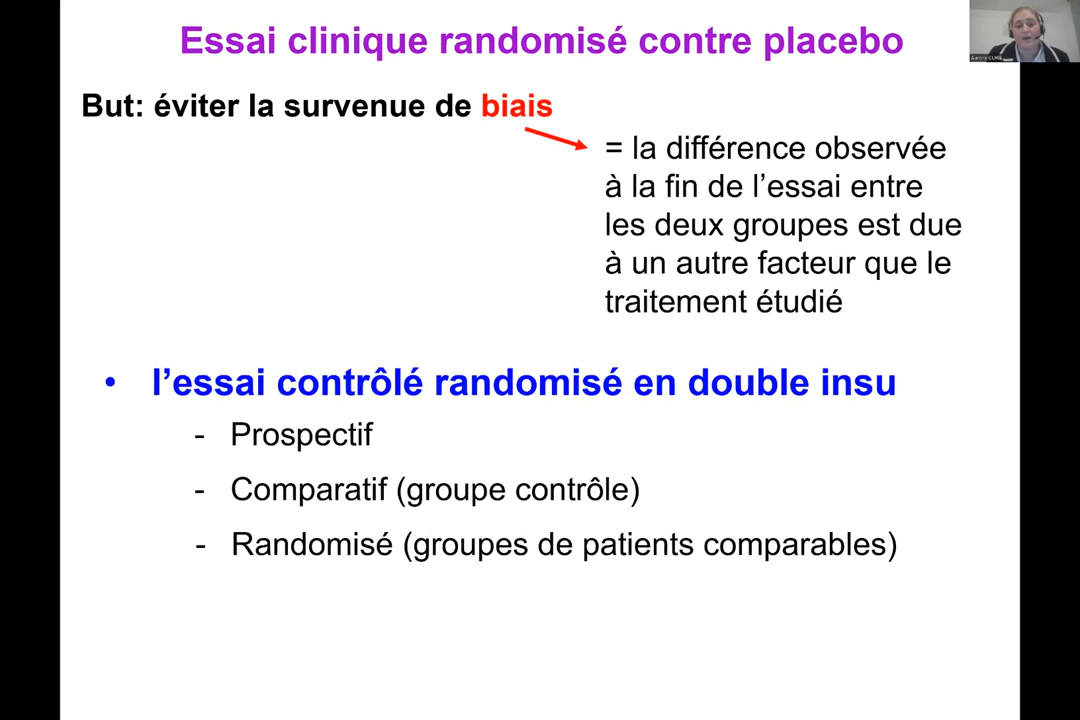 Essai clinique randomisé contre placebo
But: éviter la survenue de biais
= la différence observée
à la fin de l’essai entre
les deux groupes est due
à un autre facteur que le
traitement étudié
• l’essai contrôlé randomisé en double insu
- Prospectif
- Comparatif (groupe contrôle)
- Randomisé (groupes de patients comparables)